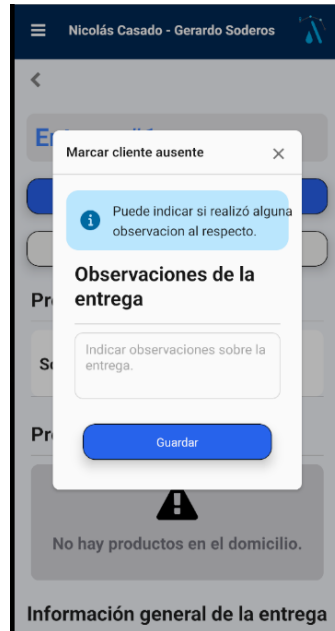 Nicolás Casado - Gerardo Soderos
Marcar cliente ausente
Puede indicar si realizó alguna
observacion al respecto.
Observaciones de la
entrega
Indicar observaciones sobre la
entrega.
Guardar
No hay productos en el domicilio.
Información general de la entrega